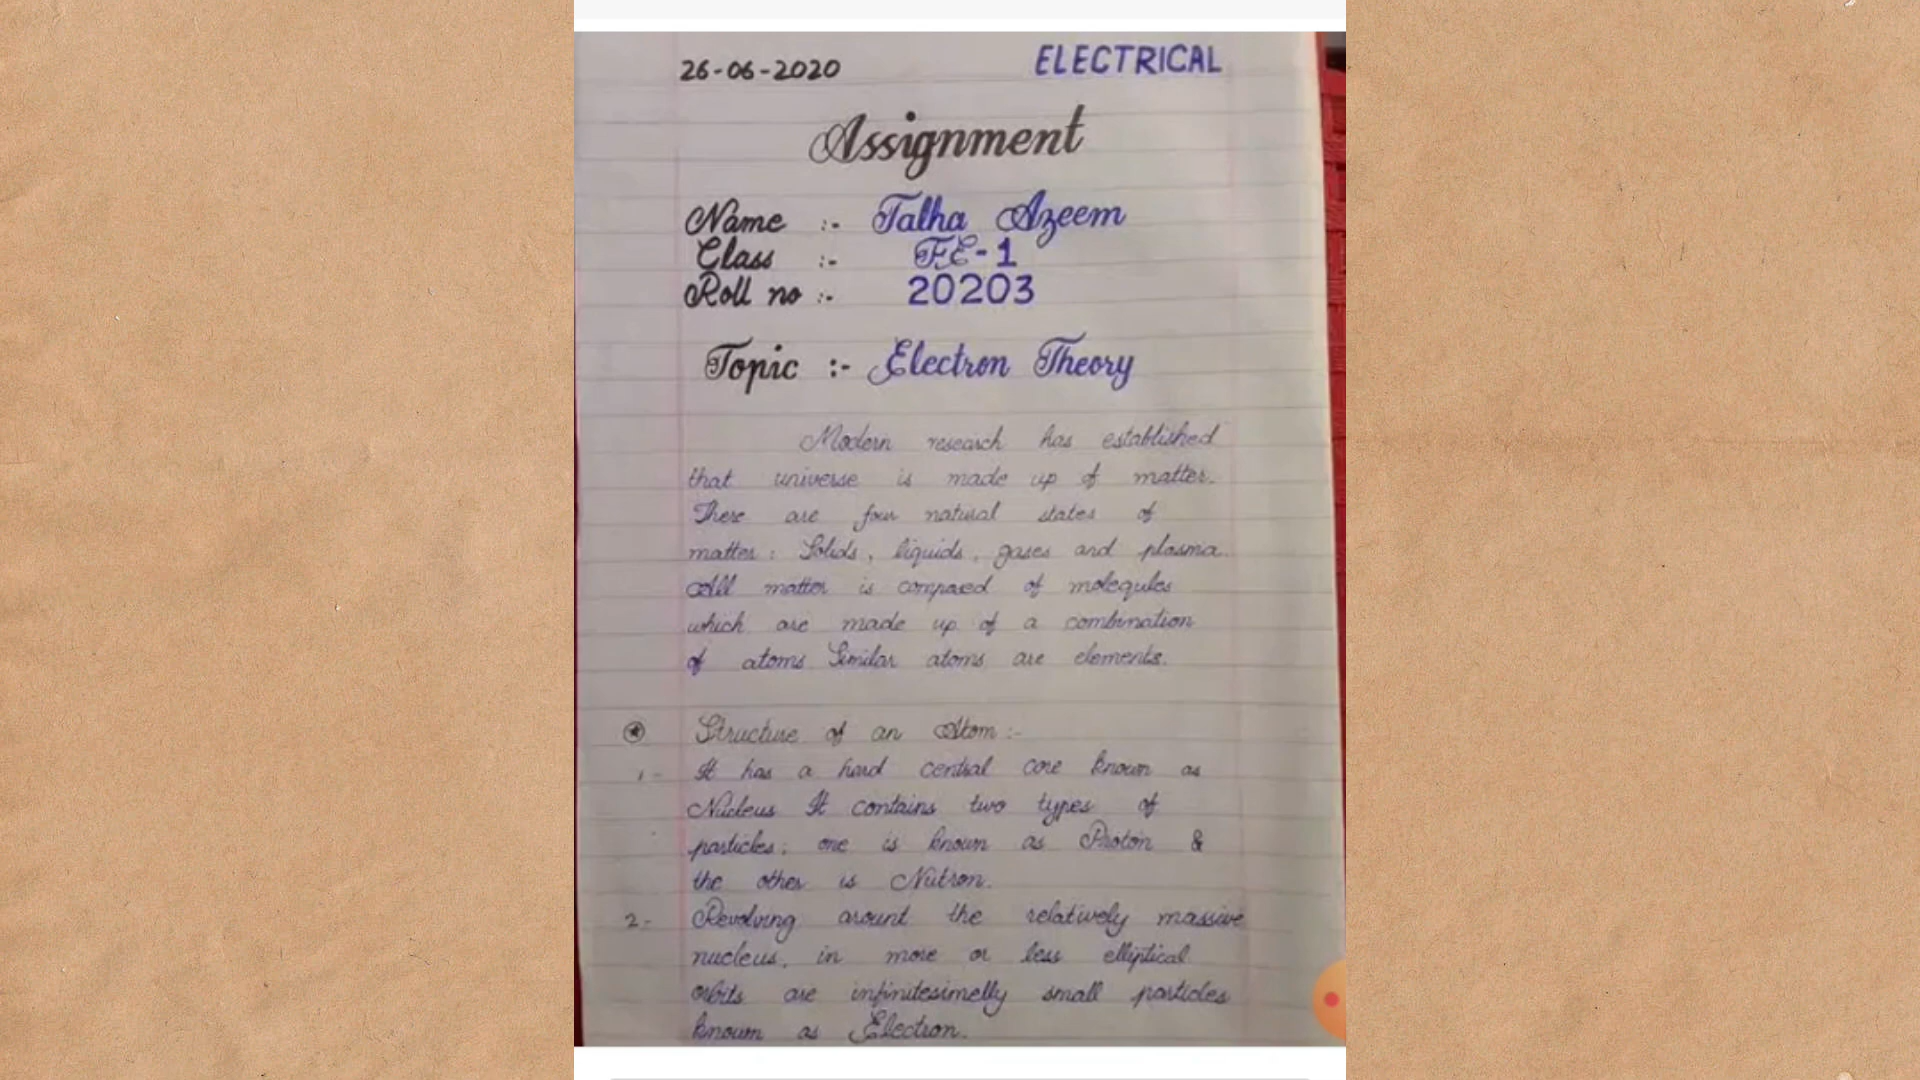 26-06-2020 ELECTRICAL
Assignment
Name :- Talha Azeem
Class :- FE-1
Roll no :- 20203
Topic :- Electron Theory
Modern research has established
that universe is made up of matter.
There are four natural states of
matter: Solids, liquids, gases and plasma.
All matter is composed of molequles
which are made up of a combination
of atoms Similar atoms are elements.
Structure of an Atom :-
1- It has a hard central core known as
Nucleus It contains two types of
particles; one is known as Proton &
the other is Nutron.
2- Revolving around the relatively massive
nucleus, in more or less elliptical
orbits are infinitesimelly small particles
known as Electron.